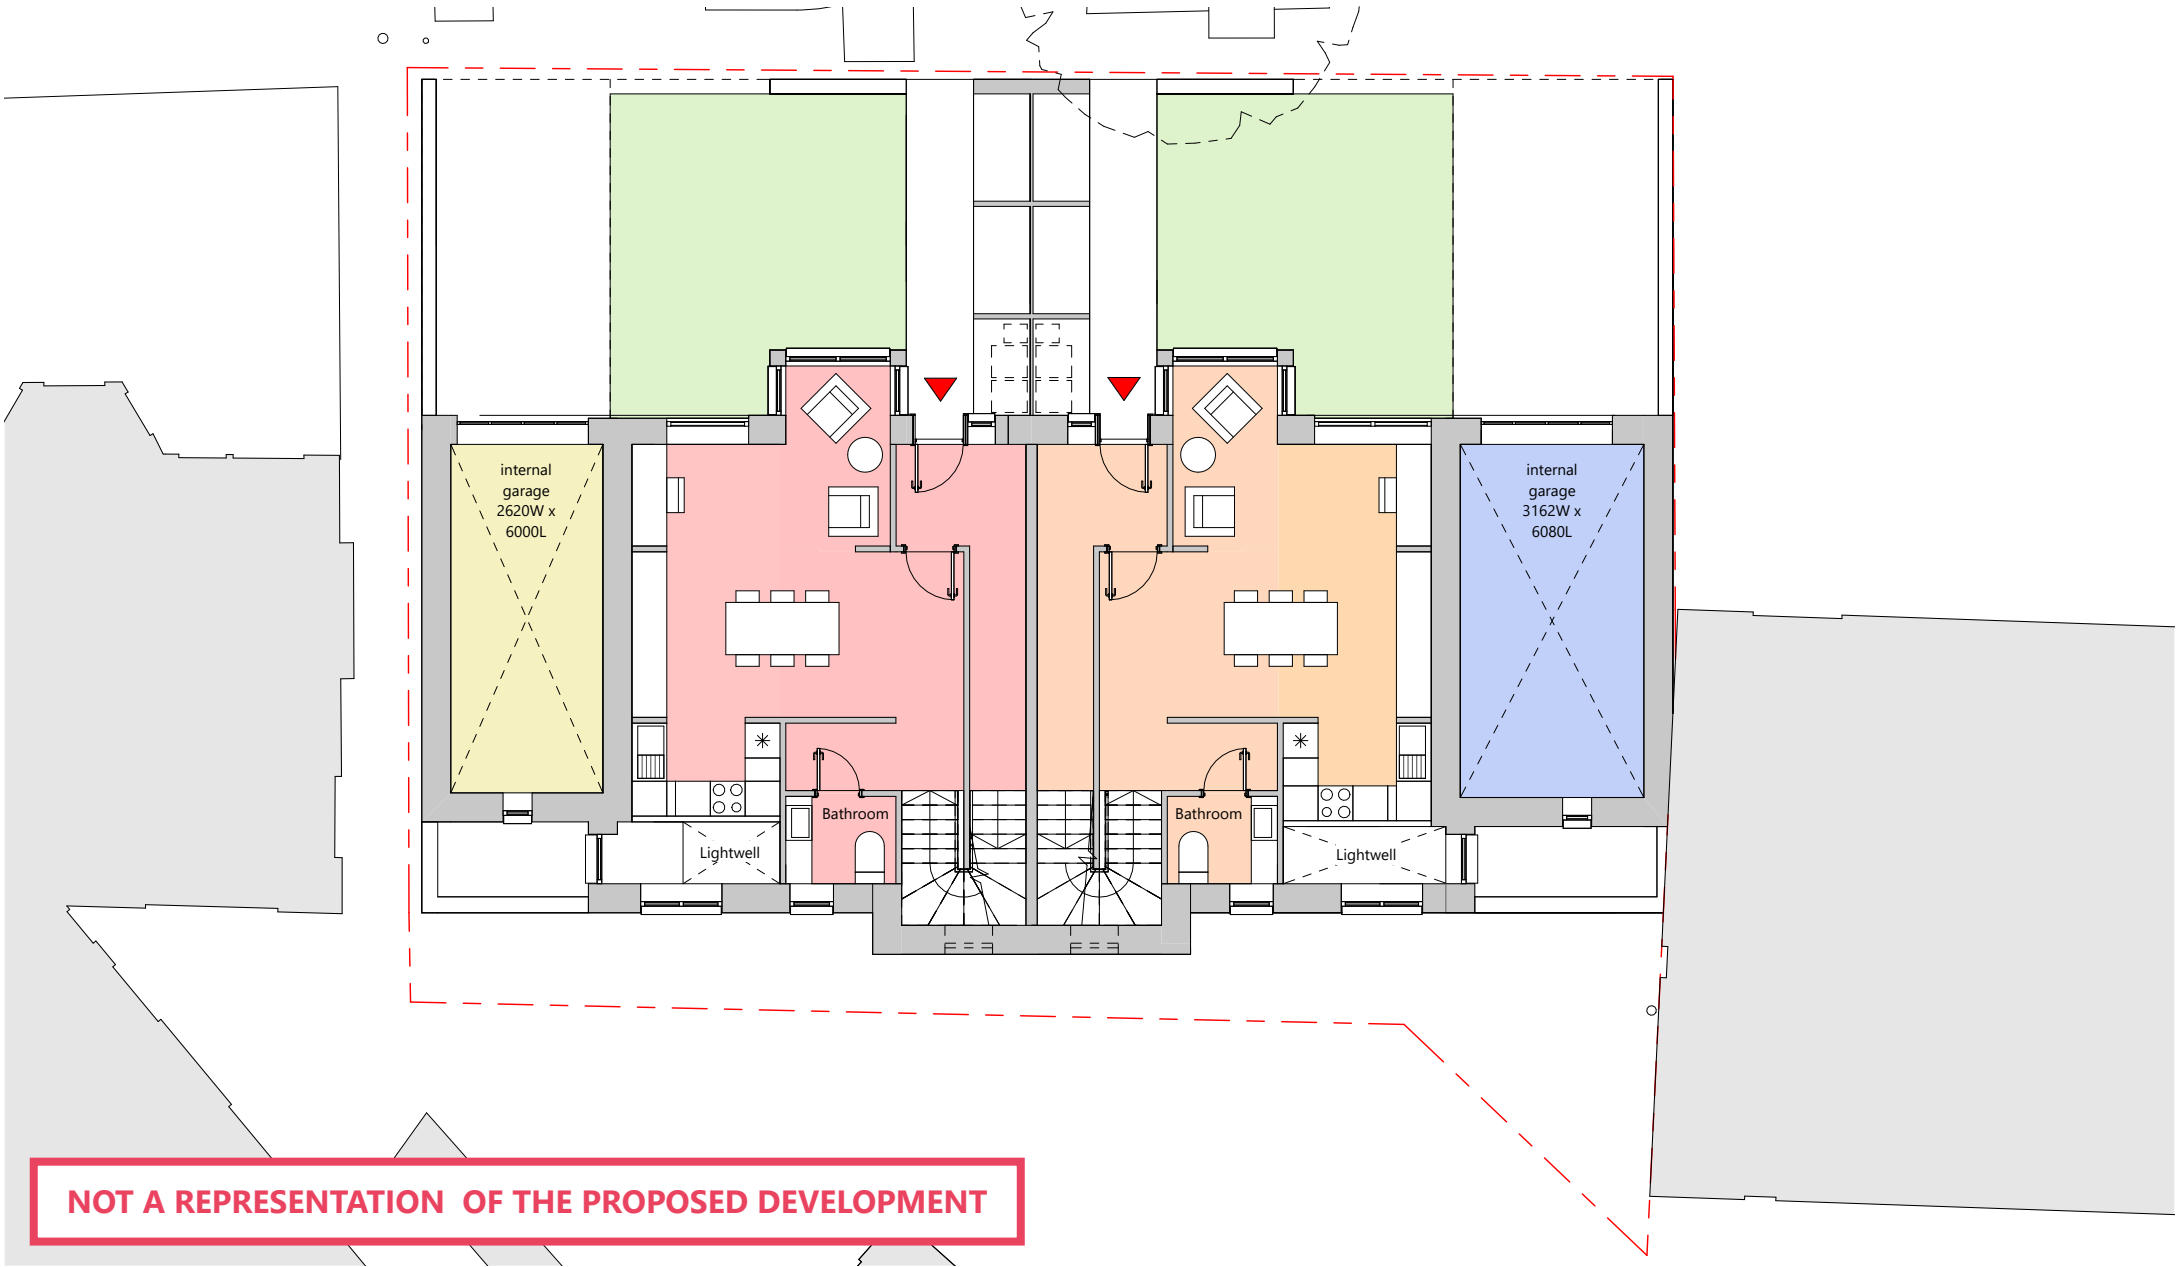 internal
garage
2620W x
6000L
internal
garage
3162W x
6080L
Bathroom
Bathroom
Lightwell
Lightwell
NOT A REPRESENTATION OF THE PROPOSED DEVELOPMENT